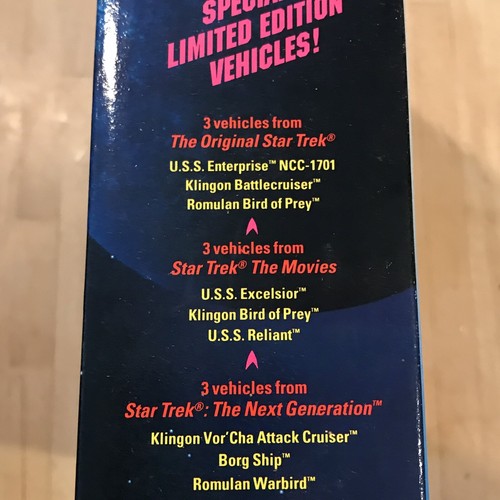 SPECIAL
LIMITED EDITION
VEHICLES!
3 vehicles from
The Original Star Trek®
U.S.S. Enterprise™ NCC-1701
Klingon Battlecruiser™
Romulan Bird of Prey™
3 vehicles from
Star Trek® The Movies
U.S.S. Excelsior™
Klingon Bird of Prey™
U.S.S. Reliant™
3 vehicles from
Star Trek®: The Next Generation™
Klingon Vor'Cha Attack Cruiser™
Borg Ship™
Romulan Warbird™